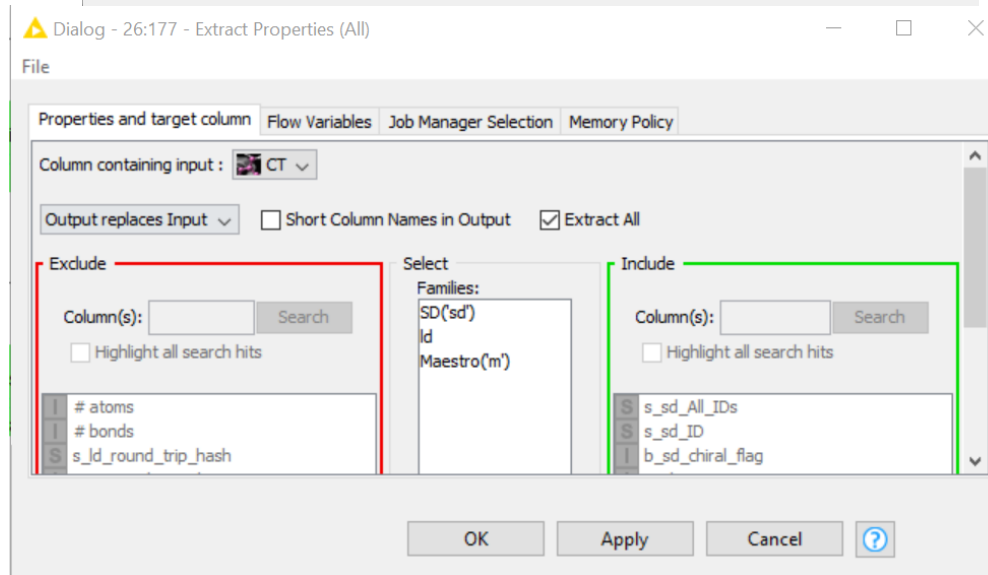 Dialog - 26:177 - Extract Properties (All)
File
Properties and target column Flow Variables Job Manager Selection Memory Policy
Column containing input : CT
Output replaces Input Short Column Names in Output Extract All
Exclude Select Include
Families:
Column(s): Search SD('sd') Column(s): Search
ld
Highlight all search hits Maestro('m') Highlight all search hits
I # atoms S s_sd_All_IDs
I # bonds S s_sd_ID
S s_ld_round_trip_hash I b_sd_chiral_flag
OK Apply Cancel ?